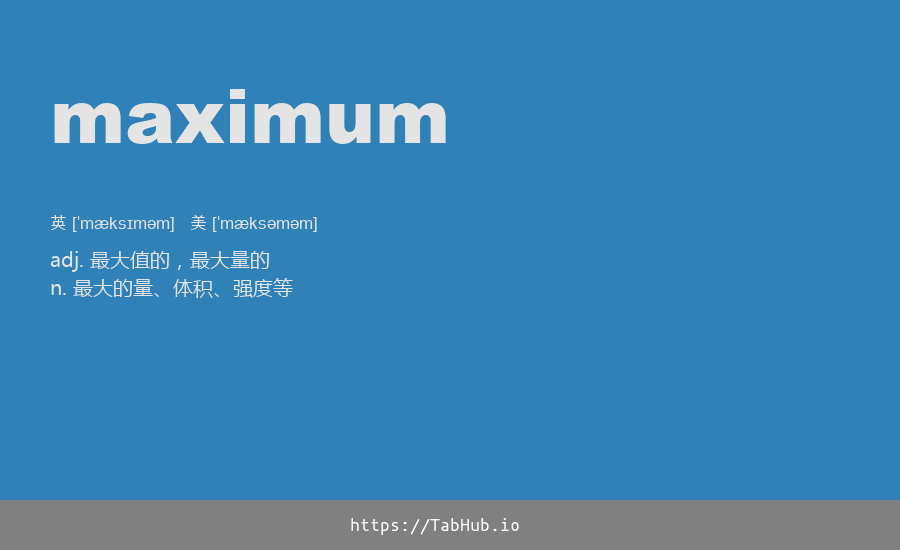 maximum
英 [ˈmæksɪməm] 美 [ˈmæksəməm]
adj. 最大值的，最大量的
n. 最大的量、体积、强度等
https://TabHub.io